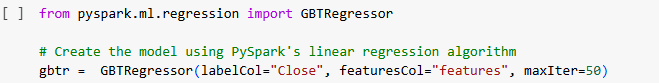 [ ] from pyspark.ml.regression import GBTRegressor
# Create the model using PySpark's linear regression algorithm
gbtr =  GBTRegressor(labelCol="Close", featuresCol="features", maxIter=50)